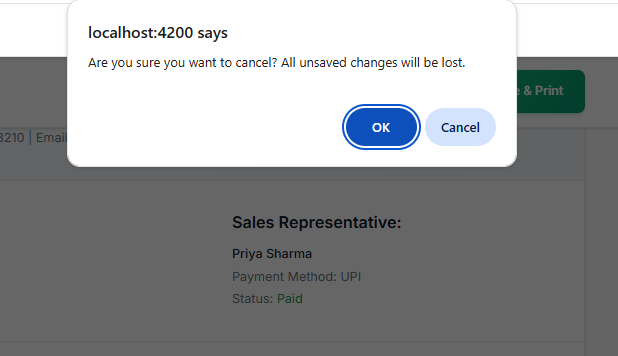 localhost:4200 says
Are you sure you want to cancel? All unsaved changes will be lost.
OK
Cancel
& Print
3210 | Email
Sales Representative:
Priya Sharma
Payment Method: UPI
Status: Paid